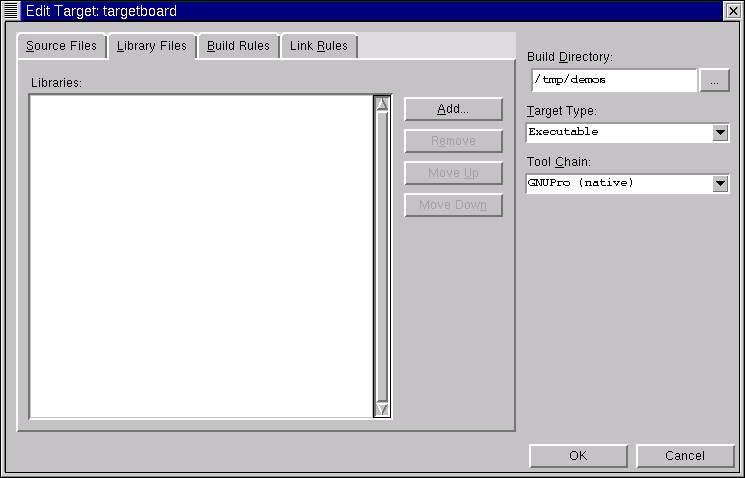 Edit Target: targetboard
Source Files
Library Files
Build Rules
Link Rules
Libraries:
Add...
Remove
Move Up
Move Down
Build Directory:
/tmp/demos
...
Target Type:
Executable
Tool Chain:
GNUPro (native)
OK
Cancel